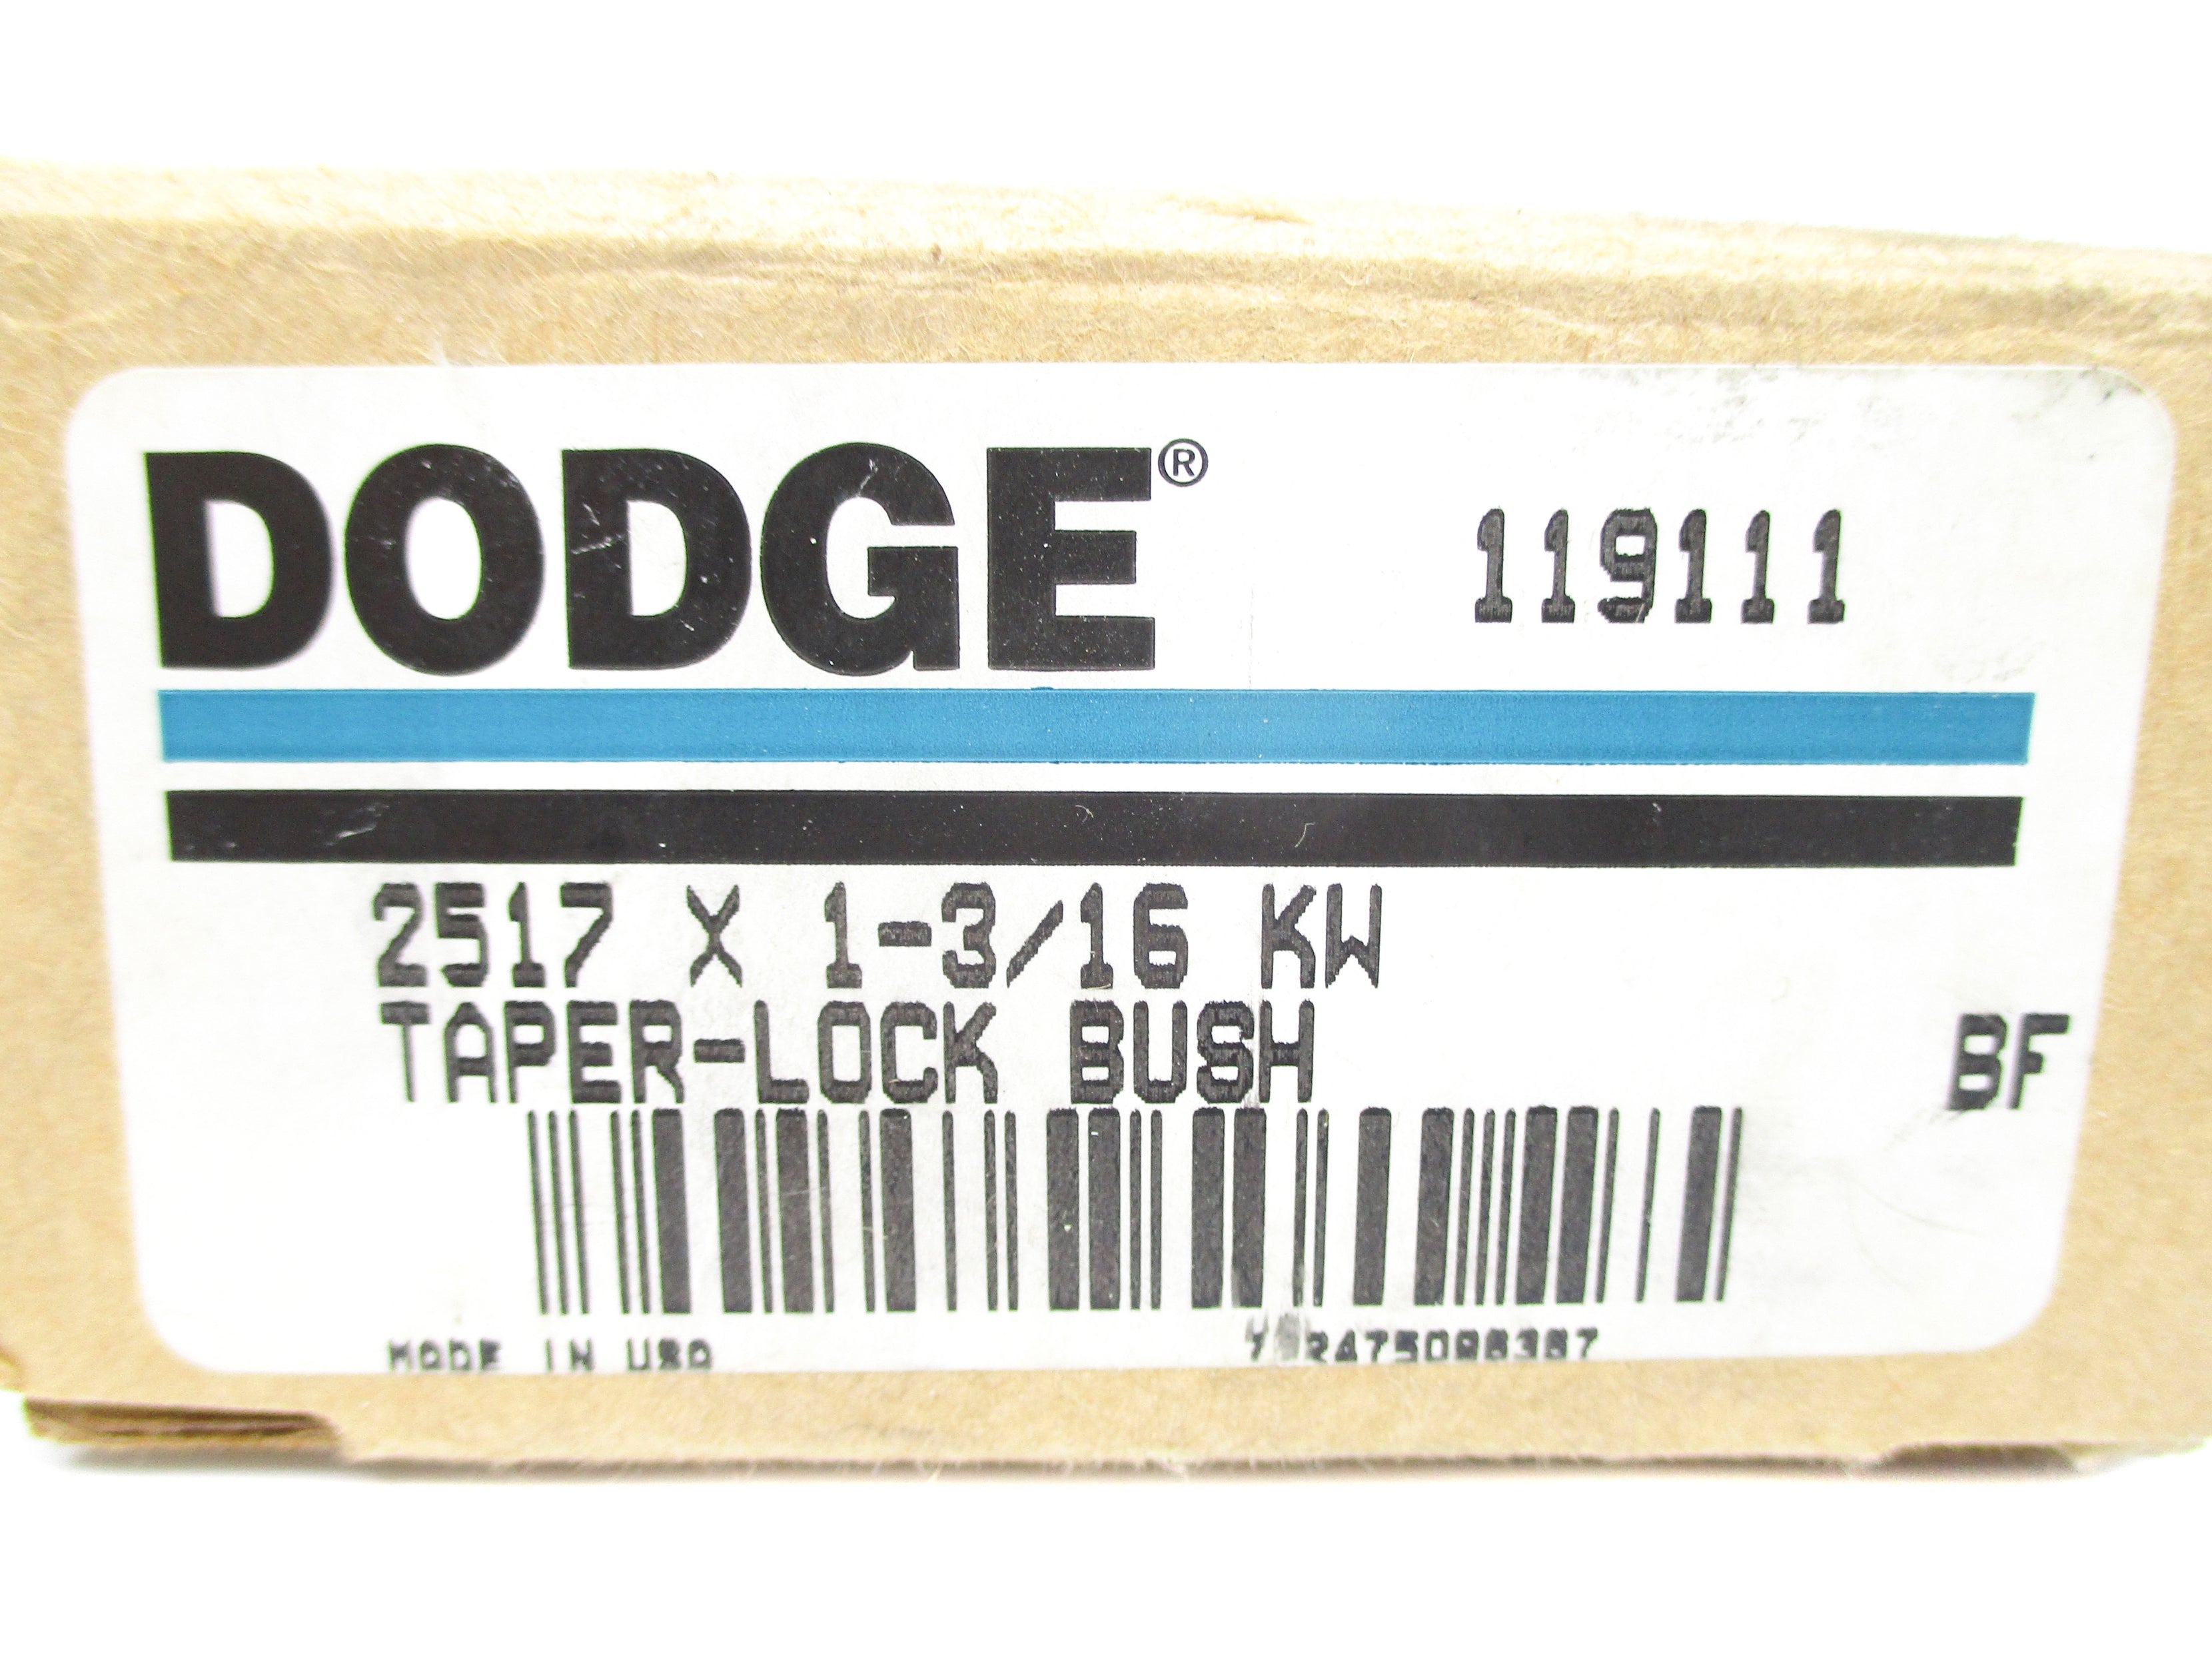 DODGE®
119111
2517 X 1-3/16 KW
TAPER-LOCK BUSH
BF
MADE IN USA